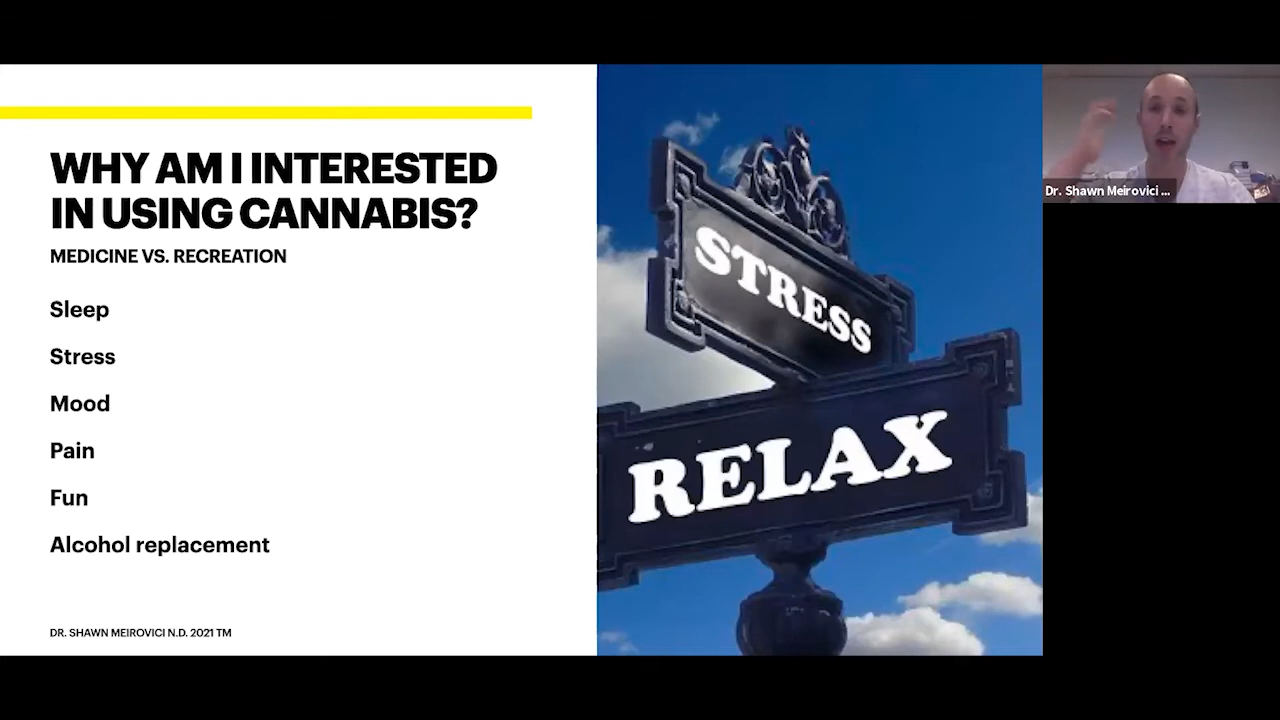 WHY AM I INTERESTED
IN USING CANNABIS?
MEDICINE VS. RECREATION
Sleep
Stress
Mood
Pain
Fun
Alcohol replacement
DR. SHAWN MEIROVICI N.D. 2021 TM
STRESS
RELAX
Dr. Shawn Meirovici ...